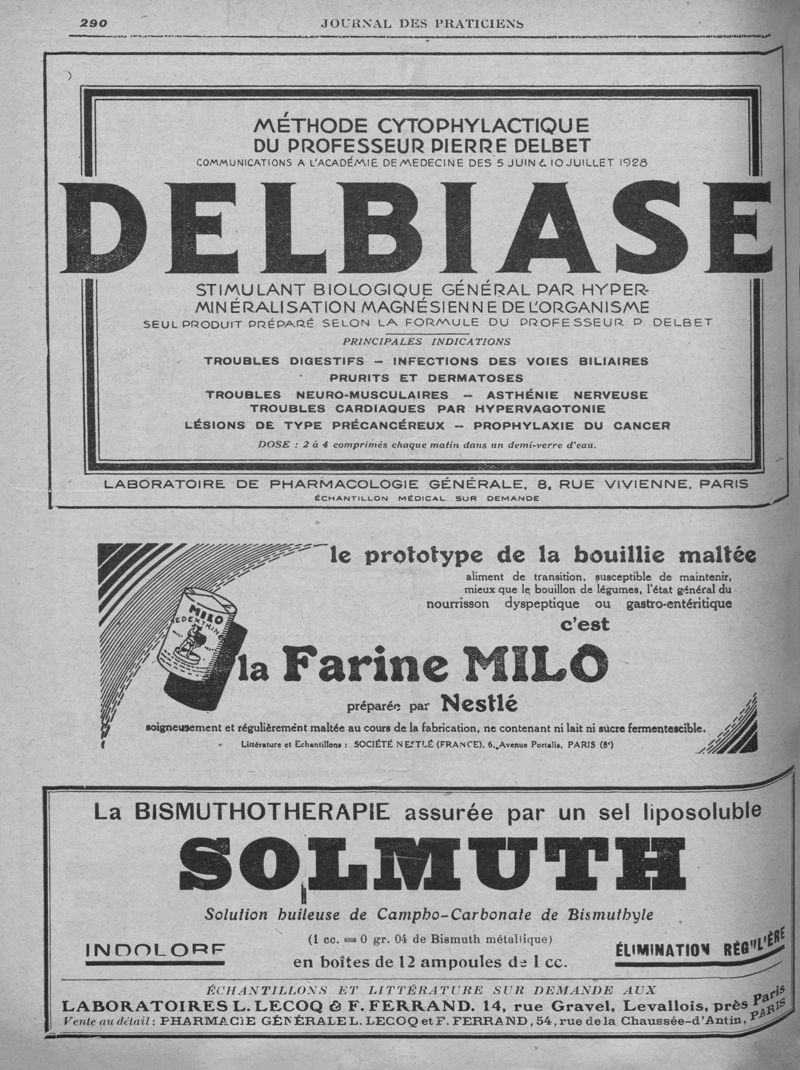 290
JOURNAL DES PRATICIENS
MÉTHODE CYTOPHYLACTIQUE
DU PROFESSEUR PIERRE DELBET
COMMUNICATIONS A L'ACADÉMIE DE MEDECINE DES 5 JUIN & 10 JUILLET 1928
DELBIASE
STIMULANT BIOLOGIQUE GÉNÉRAL PAR HYPER-
MINÉRALISATION MAGNÉSIENNE DE L'ORGANISME
SEUL PRODUIT PRÉPARÉ SELON LA FORMULE DU PROFESSEUR P. DELBET
PRINCIPALES INDICATIONS
TROUBLES DIGESTIFS — INFECTIONS DES VOIES BILIAIRES
PRURITS ET DERMATOSES
TROUBLES NEURO-MUSCULAIRES — ASTHÉNIE NERVEUSE
TROUBLES CARDIAQUES PAR HYPERVAGOTONIE
LÉSIONS DE TYPE PRÉCANCÉREUX — PROPHYLAXIE DU CANCER
DOSE : 2 à 4 comprimés chaque matin dans un demi-verre d'eau.
LABORATOIRE DE PHARMACOLOGIE GÉNÉRALE, 8, RUE VIVIENNE, PARIS
ÉCHANTILLON MÉDICAL SUR DEMANDE
le prototype de la bouillie maltée
aliment de transition, susceptible de maintenir,
mieux que le bouillon de légumes, l'état général du
nourrisson dyspeptique ou gastro-entéritique
c'est
MILO
la Farine MILO
préparée par Nestlé
soigneusement et régulièrement maltée au cours de la fabrication, ne contenant ni lait ni sucre fermentescible.
Littérature et Echantillons : SOCIÉTÉ NESTLÉ (FRANCE), 6, Avenue Portalis, PARIS (8e)
La BISMUTHOTHERAPIE assurée par un sel liposoluble
SOLMUTH
Solution huileuse de Campho-Carbonate de Bismuthyle
(1 cc. = 0 gr. 04 de Bismuth métallique)
INDOLORE
ÉLIMINATION RÉGULIÈRE
en boîtes de 12 ampoules de 1 cc.
ÉCHANTILLONS ET LITTÉRATURE SUR DEMANDE AUX
LABORATOIRES L. LECOQ & F. FERRAND. 14, rue Gravel, Levallois, près Paris
Vente au détail : PHARMACIE GÉNÉRALE L. LECOQ et F. FERRAND, 54, rue de la Chaussée-d'Antin, PARIS